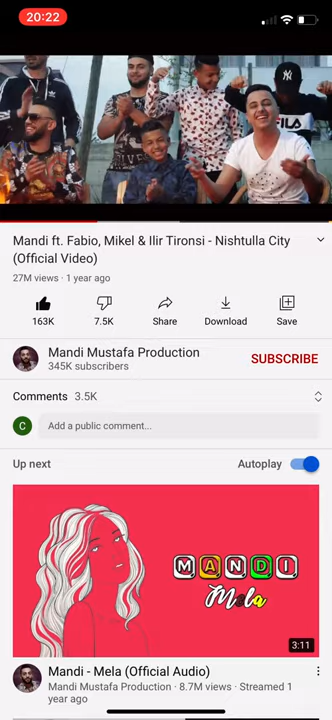 20:22
FILA
Mandi ft. Fabio, Mikel & Ilir Tironsi - Nishtulla City
(Official Video)
27M views · 1 year ago
163K
7.5K
Share
Download
Save
Mandi Mustafa Production
345K subscribers
SUBSCRIBE
Comments 3.5K
C
Add a public comment...
Up next
Autoplay
MANDI
Mela
3:11
Mandi - Mela (Official Audio)
Mandi Mustafa Production · 8.7M views · Streamed 1
year ago